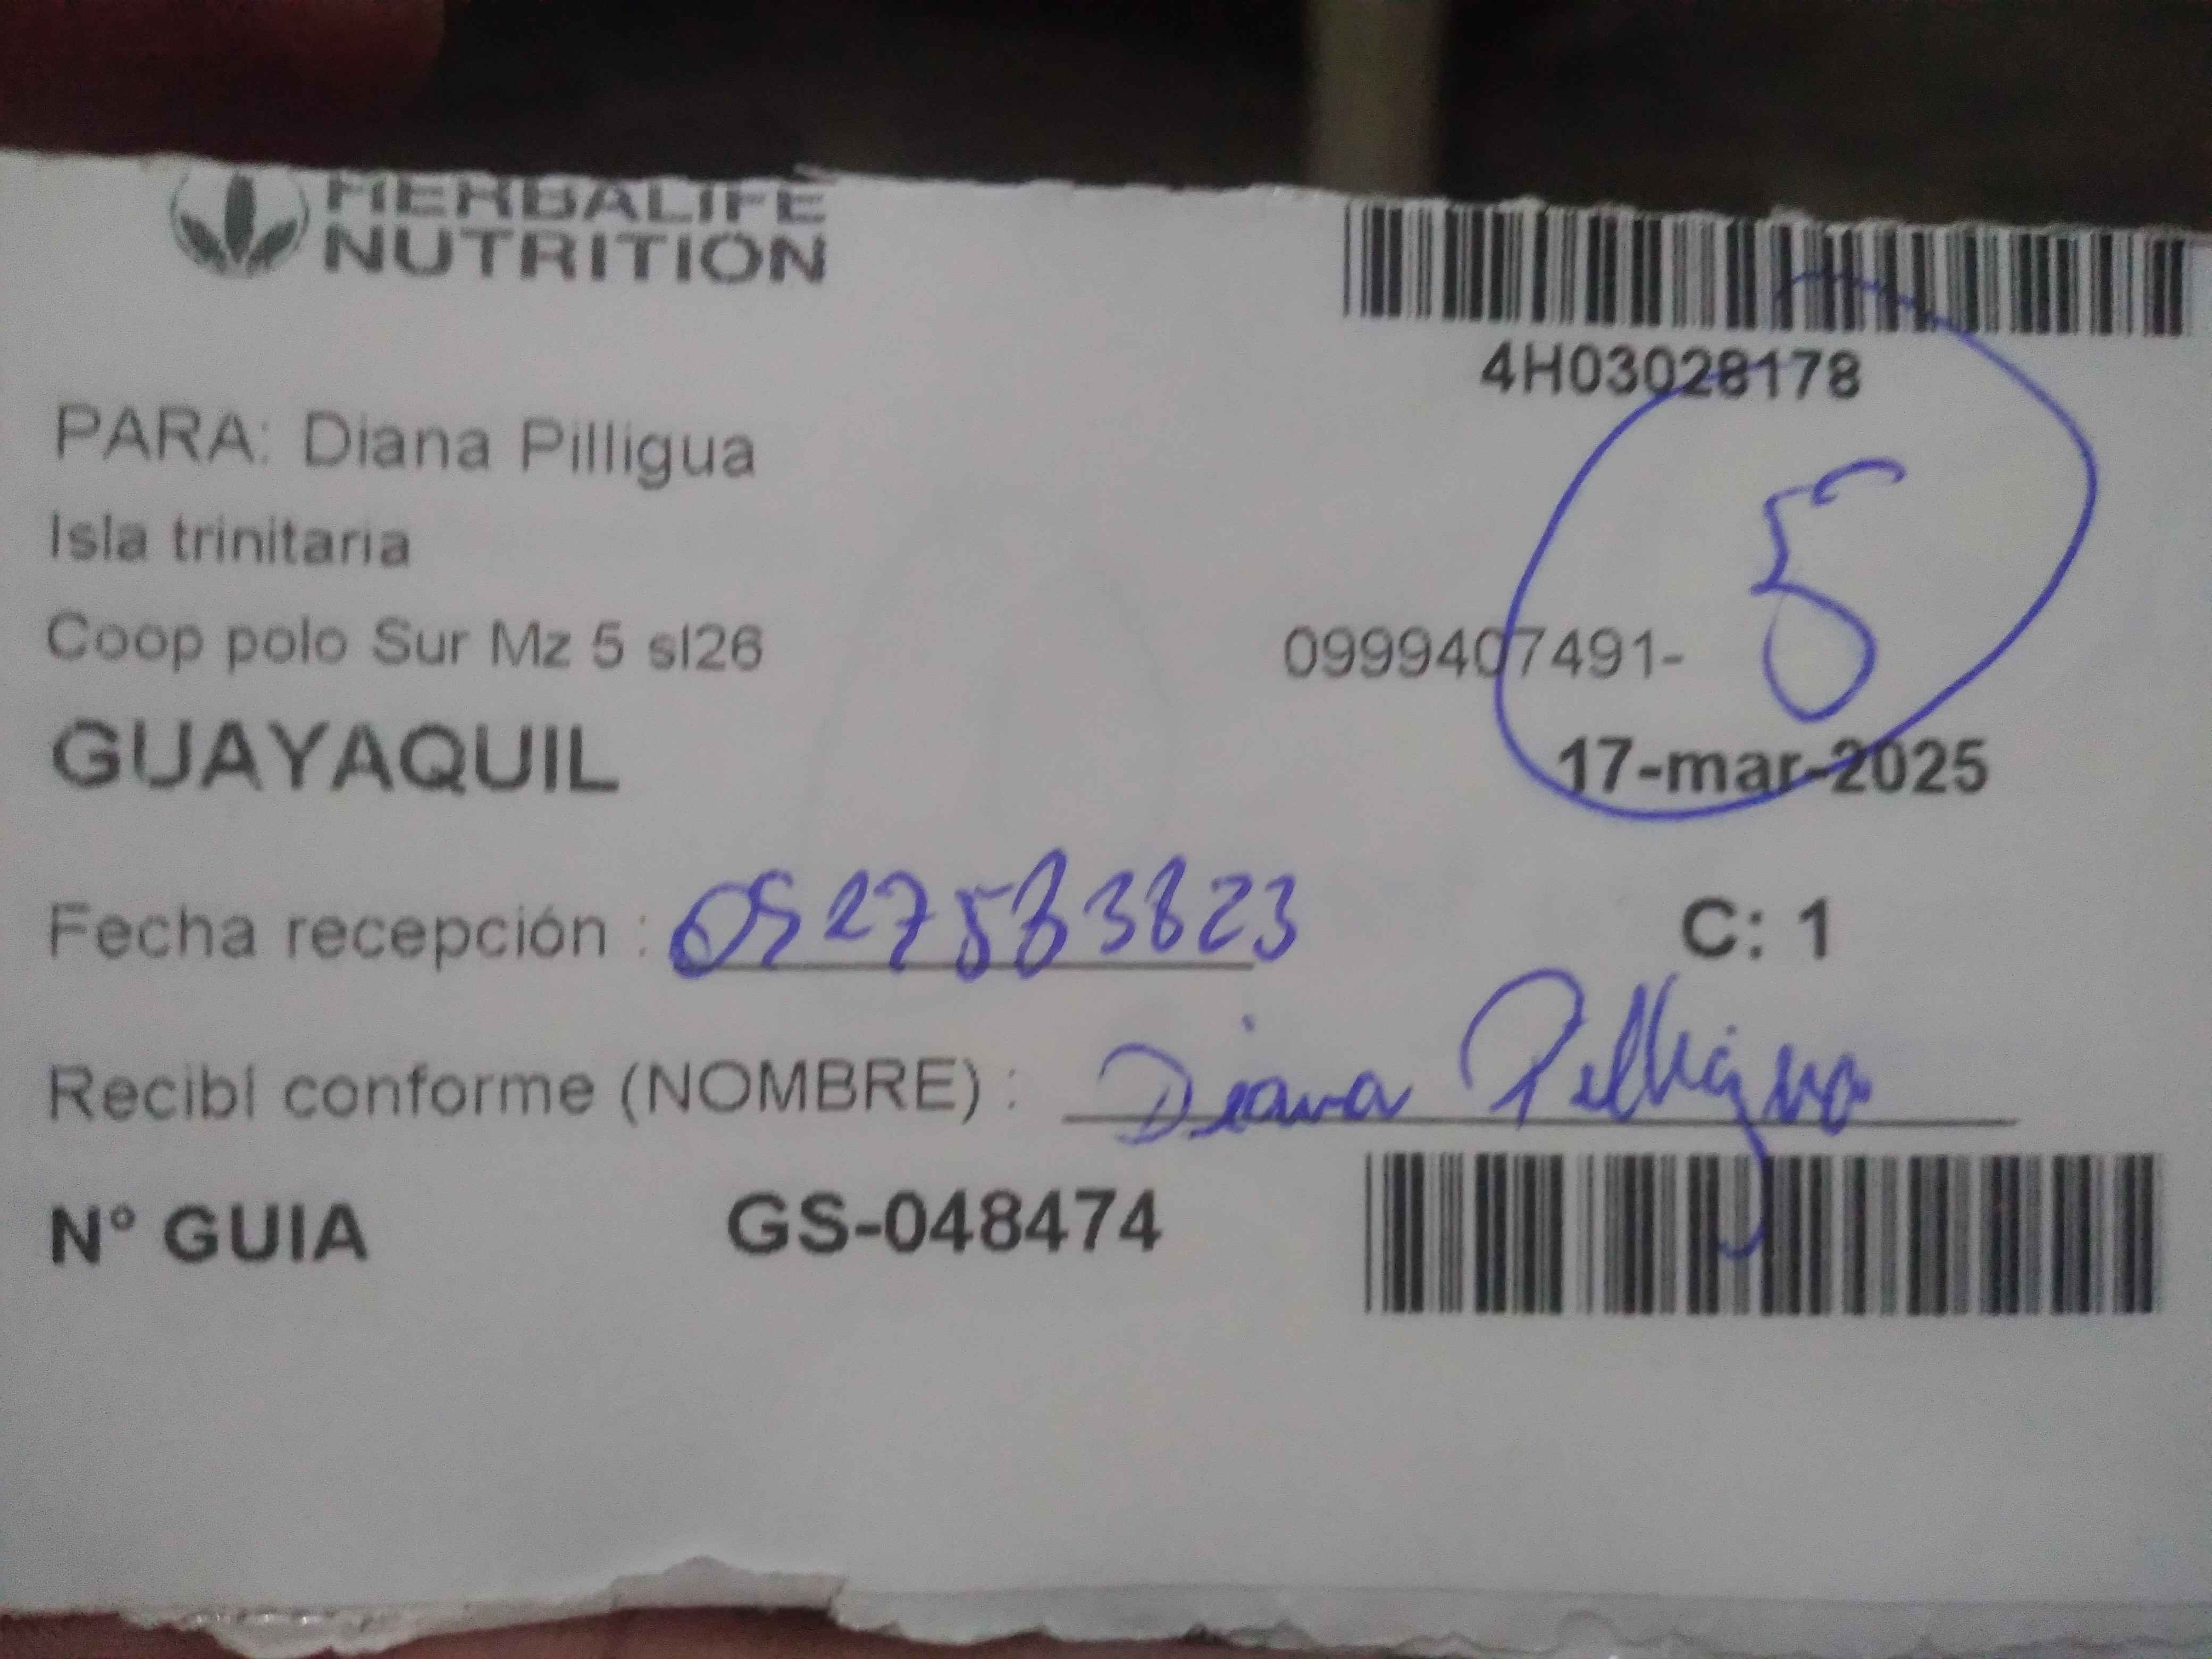 HERBALIFE
NUTRITION
4H03028178
PARA: Diana Pilligua
Isla trinitaria
5
Coop polo Sur Mz 5 sl26
0999407491-
GUAYAQUIL
17-mar-2025
Fecha recepción :
C: 1
Recibí conforme (NOMBRE) : Diana Pilligua
N° GUIA GS-048474